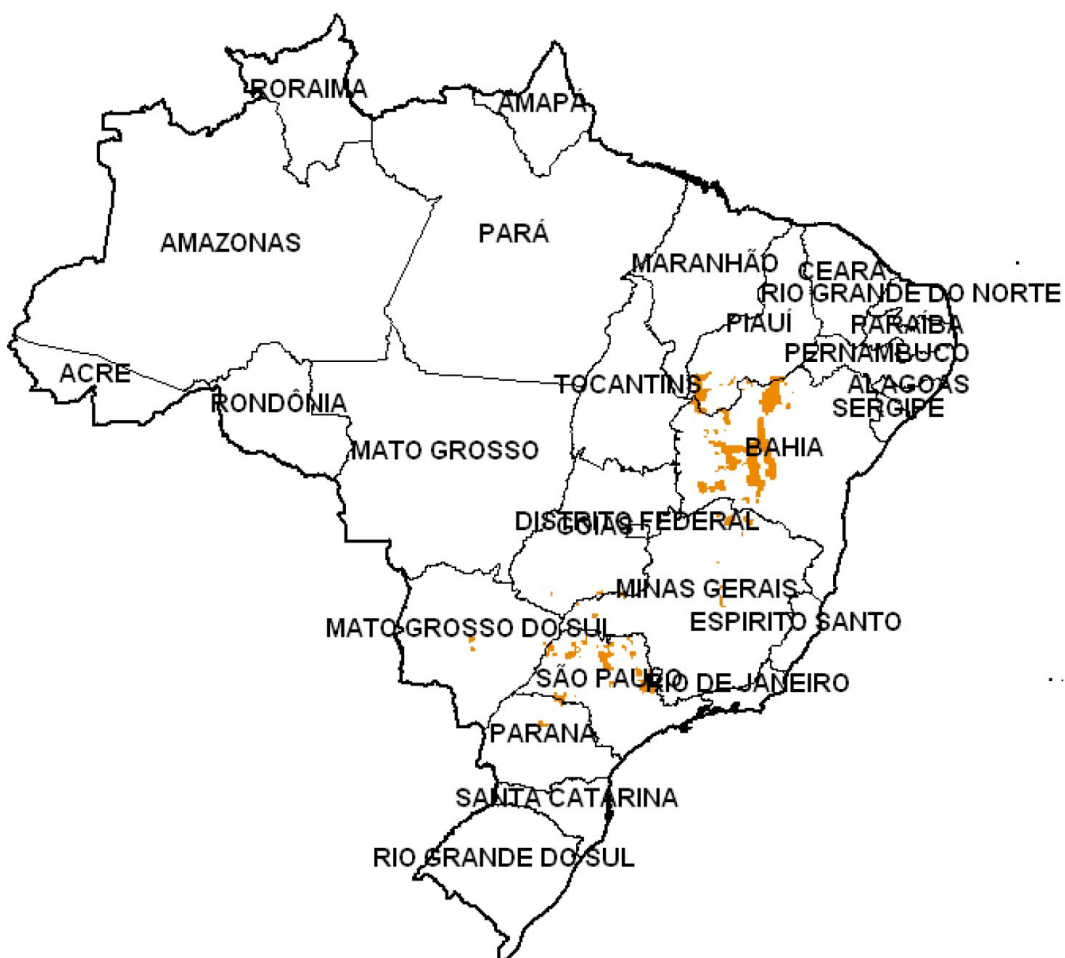 RORAIMA
AMAPÁ
AMAZONAS
PARÁ
MARANHÃO
CEARÁ
RIO GRANDE DO NORTE
PIAUÍ
PARAÍBA
PERNAMBUCO
ACRE
TOCANTINS
ALAGOAS
RONDÔNIA
SERGIPE
MATO GROSSO
BAHIA
DISTRITO FEDERAL
GOIÁS
MINAS GERAIS
ESPIRITO SANTO
MATO GROSSO DO SUL
SÃO PAULO
RIO DE JANEIRO
PARANÁ
SANTA CATARINA
RIO GRANDE DO SUL